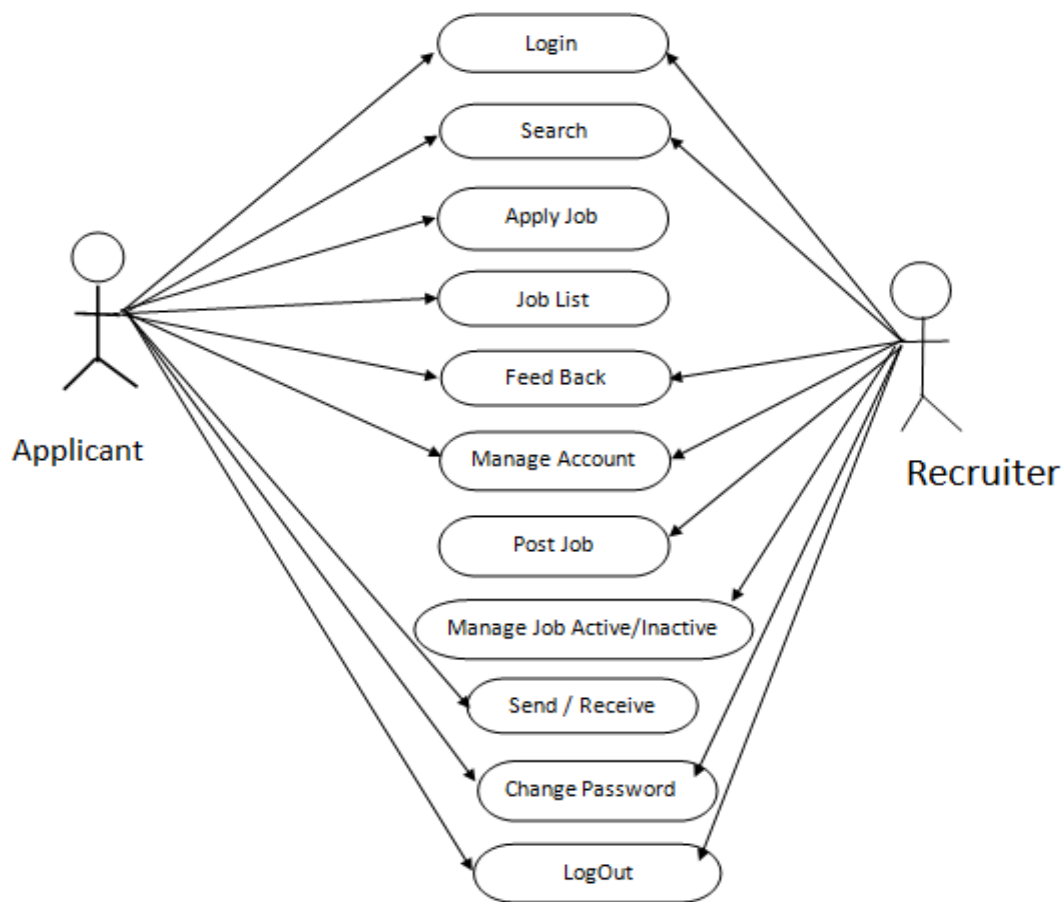 Login
Search
Apply Job
Job List
Feed Back
Applicant
Manage Account
Recruiter
Post Job
Manage Job Active/Inactive
Send / Receive
Change Password
LogOut